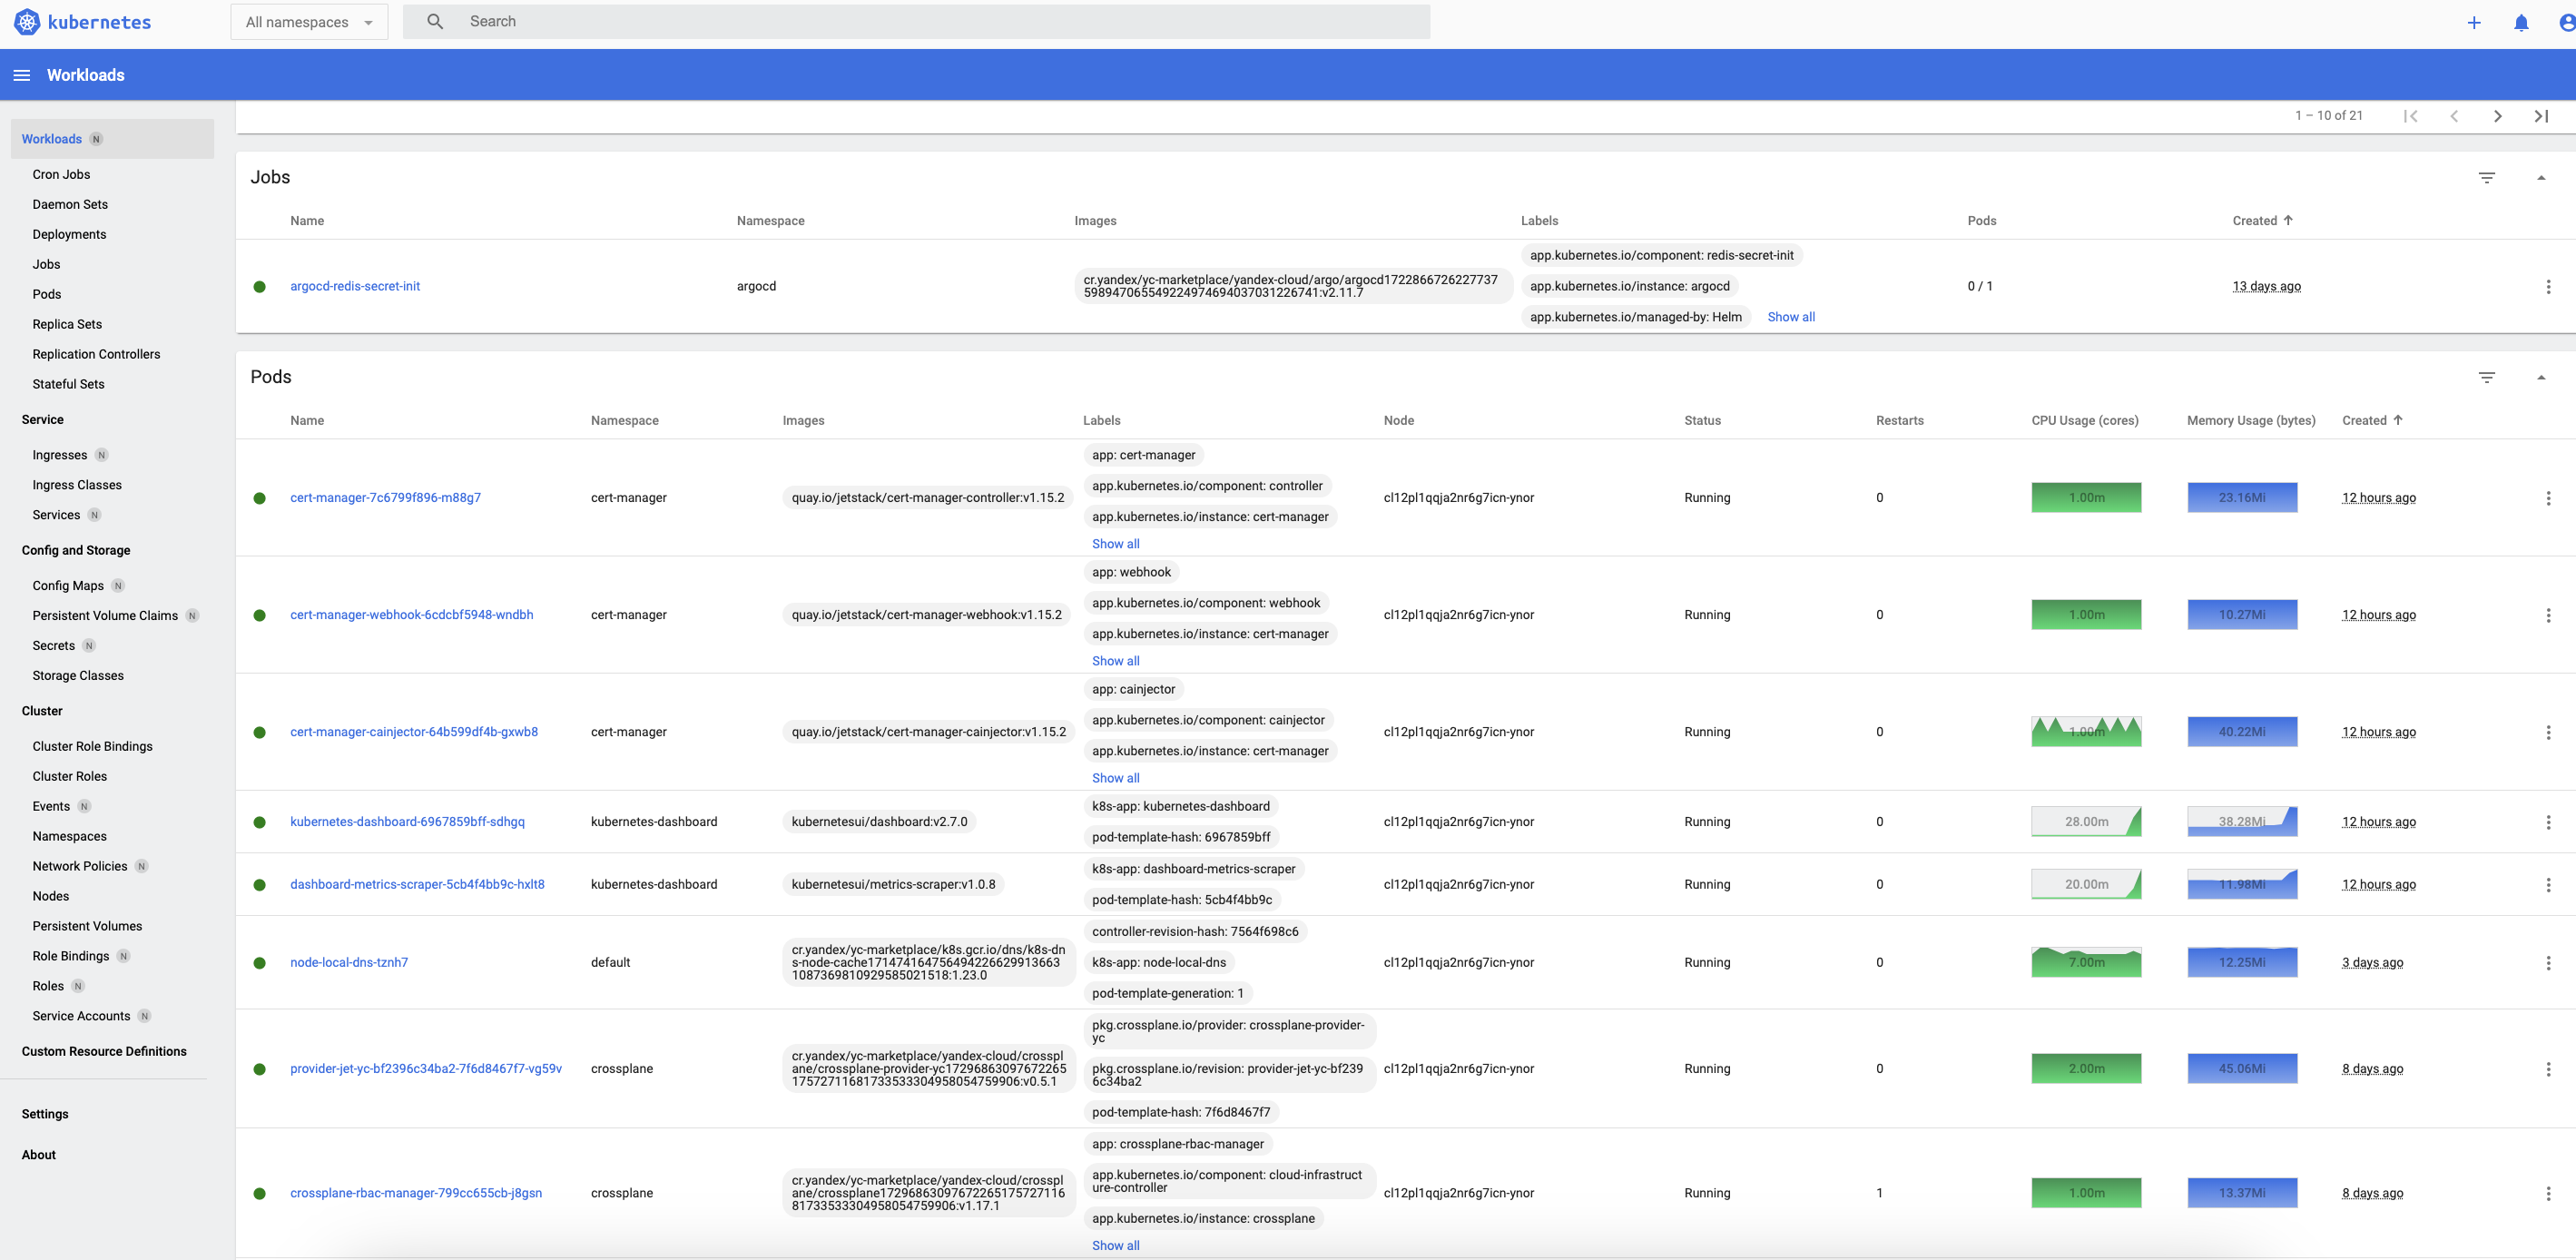 kubernetes
All namespaces
Search
Workloads
Workloads N
Cron Jobs
Daemon Sets
Deployments
Jobs
Pods
Replica Sets
Replication Controllers
Stateful Sets
Service
Ingresses N
Ingress Classes
Services N
Config and Storage
Config Maps N
Persistent Volume Claims N
Secrets N
Storage Classes
Cluster
Cluster Role Bindings
Cluster Roles
Events N
Namespaces
Network Policies N
Nodes
Persistent Volumes
Role Bindings N
Roles N
Service Accounts N
Custom Resource Definitions
Settings
About
1 – 10 of 21
Jobs
Name Namespace Images Labels Pods Created
argocd-redis-secret-init argocd
cr.yandex/yc-marketplace/yandex-cloud/argo/argocd1722866726227737
598947065549224974694037031226741:v2.11.7
app.kubernetes.io/component: redis-secret-init
app.kubernetes.io/instance: argocd
app.kubernetes.io/managed-by: Helm Show all
0 / 1 13 days ago
Pods
Name Namespace Images Labels Node Status Restarts CPU Usage (cores) Memory Usage (bytes) Created
cert-manager-7c6799f896-m88g7 cert-manager quay.io/jetstack/cert-manager-controller:v1.15.2
app: cert-manager
app.kubernetes.io/component: controller
app.kubernetes.io/instance: cert-manager
Show all
cl12pl1qqja2nr6g7icn-ynor Running 0 1.00m 23.16Mi 12 hours ago
cert-manager-webhook-6cdcbf5948-wndbh cert-manager quay.io/jetstack/cert-manager-webhook:v1.15.2
app: webhook
app.kubernetes.io/component: webhook
app.kubernetes.io/instance: cert-manager
Show all
cl12pl1qqja2nr6g7icn-ynor Running 0 1.00m 10.27Mi 12 hours ago
cert-manager-cainjector-64b599df4b-gxwb8 cert-manager quay.io/jetstack/cert-manager-cainjector:v1.15.2
app: cainjector
app.kubernetes.io/component: cainjector
app.kubernetes.io/instance: cert-manager
Show all
cl12pl1qqja2nr6g7icn-ynor Running 0 1.00m 40.22Mi 12 hours ago
kubernetes-dashboard-6967859bff-sdhgq kubernetes-dashboard kubernetesui/dashboard:v2.7.0
k8s-app: kubernetes-dashboard
pod-template-hash: 6967859bff
cl12pl1qqja2nr6g7icn-ynor Running 0 28.00m 38.28Mi 12 hours ago
dashboard-metrics-scraper-5cb4f4bb9c-hxlt8 kubernetes-dashboard kubernetesui/metrics-scraper:v1.0.8
k8s-app: dashboard-metrics-scraper
pod-template-hash: 5cb4f4bb9c
cl12pl1qqja2nr6g7icn-ynor Running 0 20.00m 11.98Mi 12 hours ago
node-local-dns-tznh7 default
cr.yandex/yc-marketplace/k8s.gcr.io/dns/k8s-dn
s-node-cache1714741647564942266299136​63
1087369810929585021518:1.23.0
controller-revision-hash: 7564f698c6
k8s-app: node-local-dns
pod-template-generation: 1
cl12pl1qqja2nr6g7icn-ynor Running 0 7.00m 12.25Mi 3 days ago
provider-jet-yc-bf2396c34ba2-7f6d8467f7-vg59v crossplane
cr.yandex/yc-marketplace/yandex-cloud/crosspl
ane/crossplane-provider-yc17296863097672265
1757271168173353​3304958054759906:v0.5.1
pkg.crossplane.io/provider: crossplane-provider-
yc
pkg.crossplane.io/revision: provider-jet-yc-bf239
6c34ba2
pod-template-hash: 7f6d8467f7
cl12pl1qqja2nr6g7icn-ynor Running 0 2.00m 45.06Mi 8 days ago
crossplane-rbac-manager-799cc655cb-j8gsn crossplane
cr.yandex/yc-marketplace/yandex-cloud/crosspl
ane/crossplane172968630976722651757​27116
8173353​3304958054759906:v1.17.1
app: crossplane-rbac-manager
app.kubernetes.io/component: cloud-infrastruct
ure-controller
app.kubernetes.io/instance: crossplane
Show all
cl12pl1qqja2nr6g7icn-ynor Running 1 1.00m 13.37Mi 8 days ago